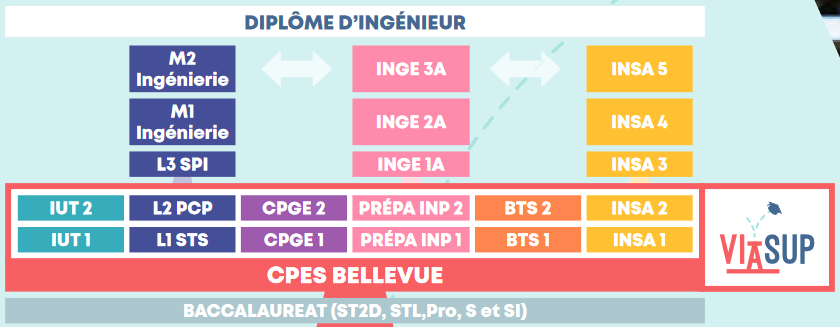 DIPLÔME D'INGÉNIEUR
M2
Ingénierie
INGE 3A
INSA 5
M1
Ingénierie
INGE 2A
INSA 4
L3 SPI
INGE 1A
INSA 3
IUT 2
L2 PCP
CPGE 2
PRÉPA INP 2
BTS 2
INSA 2
IUT 1
L1 STS
CPGE 1
PRÉPA INP 1
BTS 1
INSA 1
VIASUP
CPES BELLEVUE
BACCALAUREAT (ST2D, STL,Pro, S et SI)